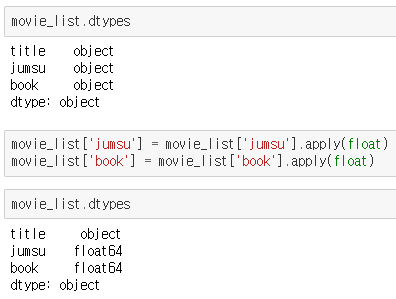 movie_list.dtypes
title    object
jumsu    object
book     object
dtype: object
movie_list['jumsu'] = movie_list['jumsu'].apply(float)
movie_list['book'] = movie_list['book'].apply(float)
movie_list.dtypes
title     object
jumsu    float64
book     float64
dtype: object